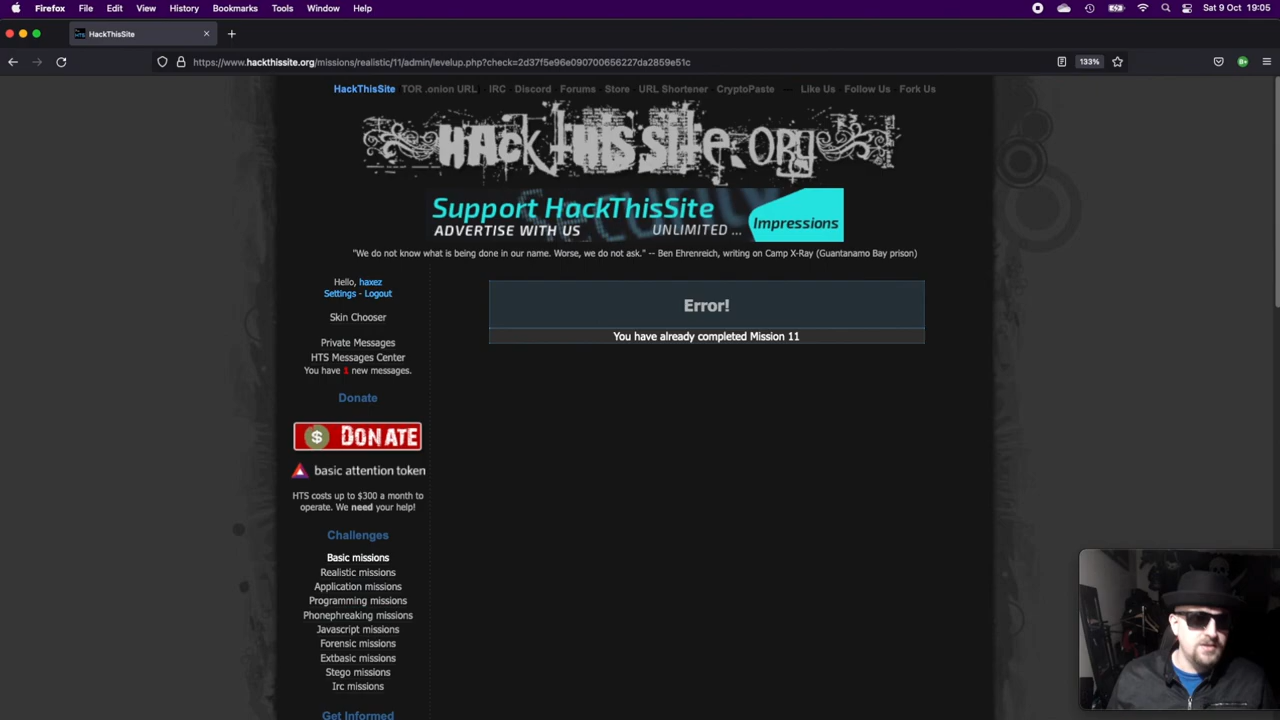 Firefox File Edit View History Bookmarks Tools Window Help Sat 9 Oct 19:05
HackThisSite
https://www.hackthissite.org/missions/realistic/11/admin/levelup.php?check=2d37f5e96e090700656227da2859e51c 133%
HackThisSite TOR .onion URL IRC Discord Forums Store URL Shortener CryptoPaste — Like Us Follow Us Fork Us
HAck tHIS SiTe.oRg
Support HackThisSite
ADVERTISE WITH US UNLIMITED ... Impressions
"We do not know what is being done in our name. Worse, we do not ask." -- Ben Ehrenreich, writing on Camp X-Ray (Guantanamo Bay prison)
Hello, haxez
Settings - Logout
Skin Chooser
Private Messages
HTS Messages Center
You have 1 new messages.
Donate
$ DONATE
basic attention token
HTS costs up to $300 a month to
operate. We need your help!
Challenges
Basic missions
Realistic missions
Application missions
Programming missions
Phonephreaking missions
Javascript missions
Forensic missions
Extbasic missions
Stego missions
Irc missions
Get Informed
Error!
You have already completed Mission 11